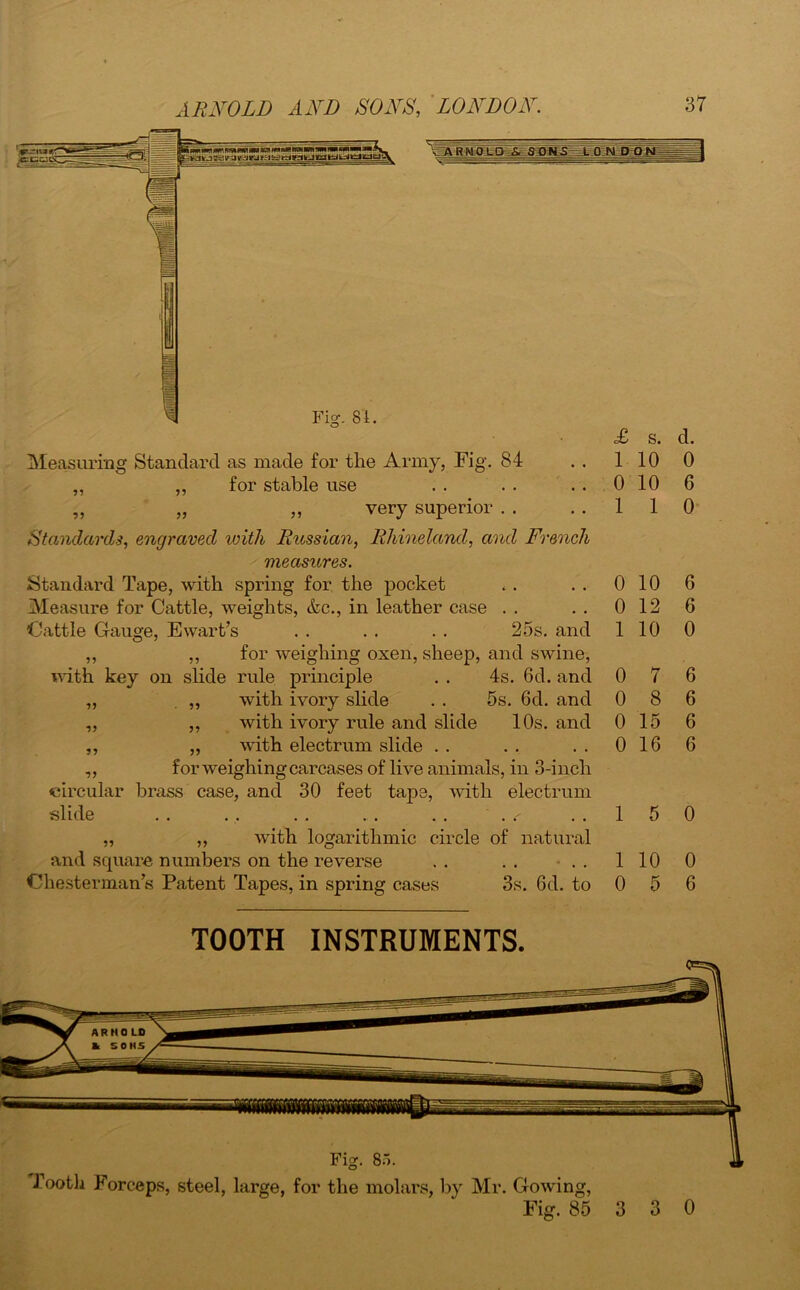 ARNOLD AND SONS, LONDON. 37
ARNOLD & SONS LONDON
Fig. 84.
£ s. d.
Measuring Standard as made for the Army, Fig. 84 . . 1 10 0
„ „ for stable use . . . . . . 0 10 6
„ „ „ very superior . . . . 1 1 0
Standards, engraved with Russian, Rhineland, and French
measures.
Standard Tape, with spring for the pocket . . . . 0 10 6
Measure for Cattle, weights, &c., in leather case . . . . 0 12 6
Cattle Gauge, Ewart’s . . . . . . 25s. and 1 10 0
„ „ for weighing oxen, sheep, and swine,
with key on slide rule principle . . 4s. 6d. and 0 7 6
„ „ with ivory slide . . 5s. 6d. and 0 8 6
„ „ with ivory rule and slide 10s. and 0 15 6
„ „ with electrum slide . . . . . . 0 16 6
„ for weighing carcases of live animals, in 3-inch
circular brass case, and 30 feet tape, with electrum
slide . . . . . . . . . . . . . . 1 5 0
„ „ with logarithmic circle of natural
and square numbers on the reverse . . . . . . 1 10 0
Chesterman’s Patent Tapes, in spring cases 3s. 6d. to 0 5 6
TOOTH INSTRUMENTS.
ARNOLD
& SONS
Fig. 85.
Tooth Forceps, steel, large, for the molars, by Mr. Gowing,
Fig. 85 3 3 0